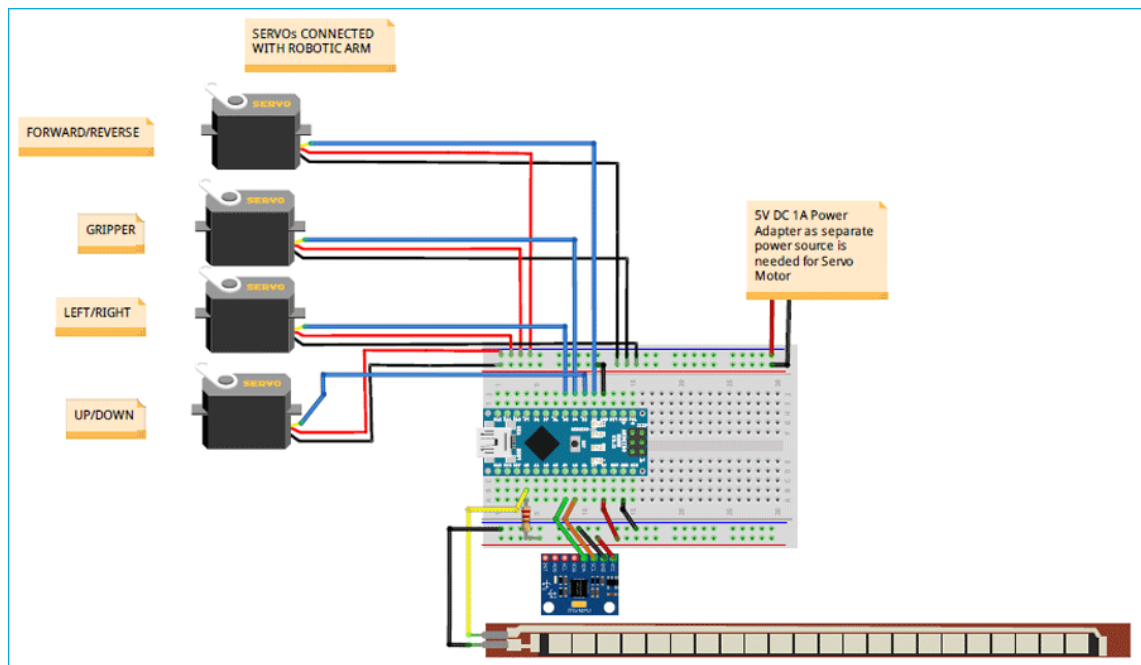 SERVOs CONNECTED
WITH ROBOTIC ARM
FORWARD/REVERSE
SERVO
GRIPPER
SERVO
LEFT/RIGHT
SERVO
UP/DOWN
SERVO
5V DC 1A Power
Adapter as separate
power source is
needed for Servo
Motor